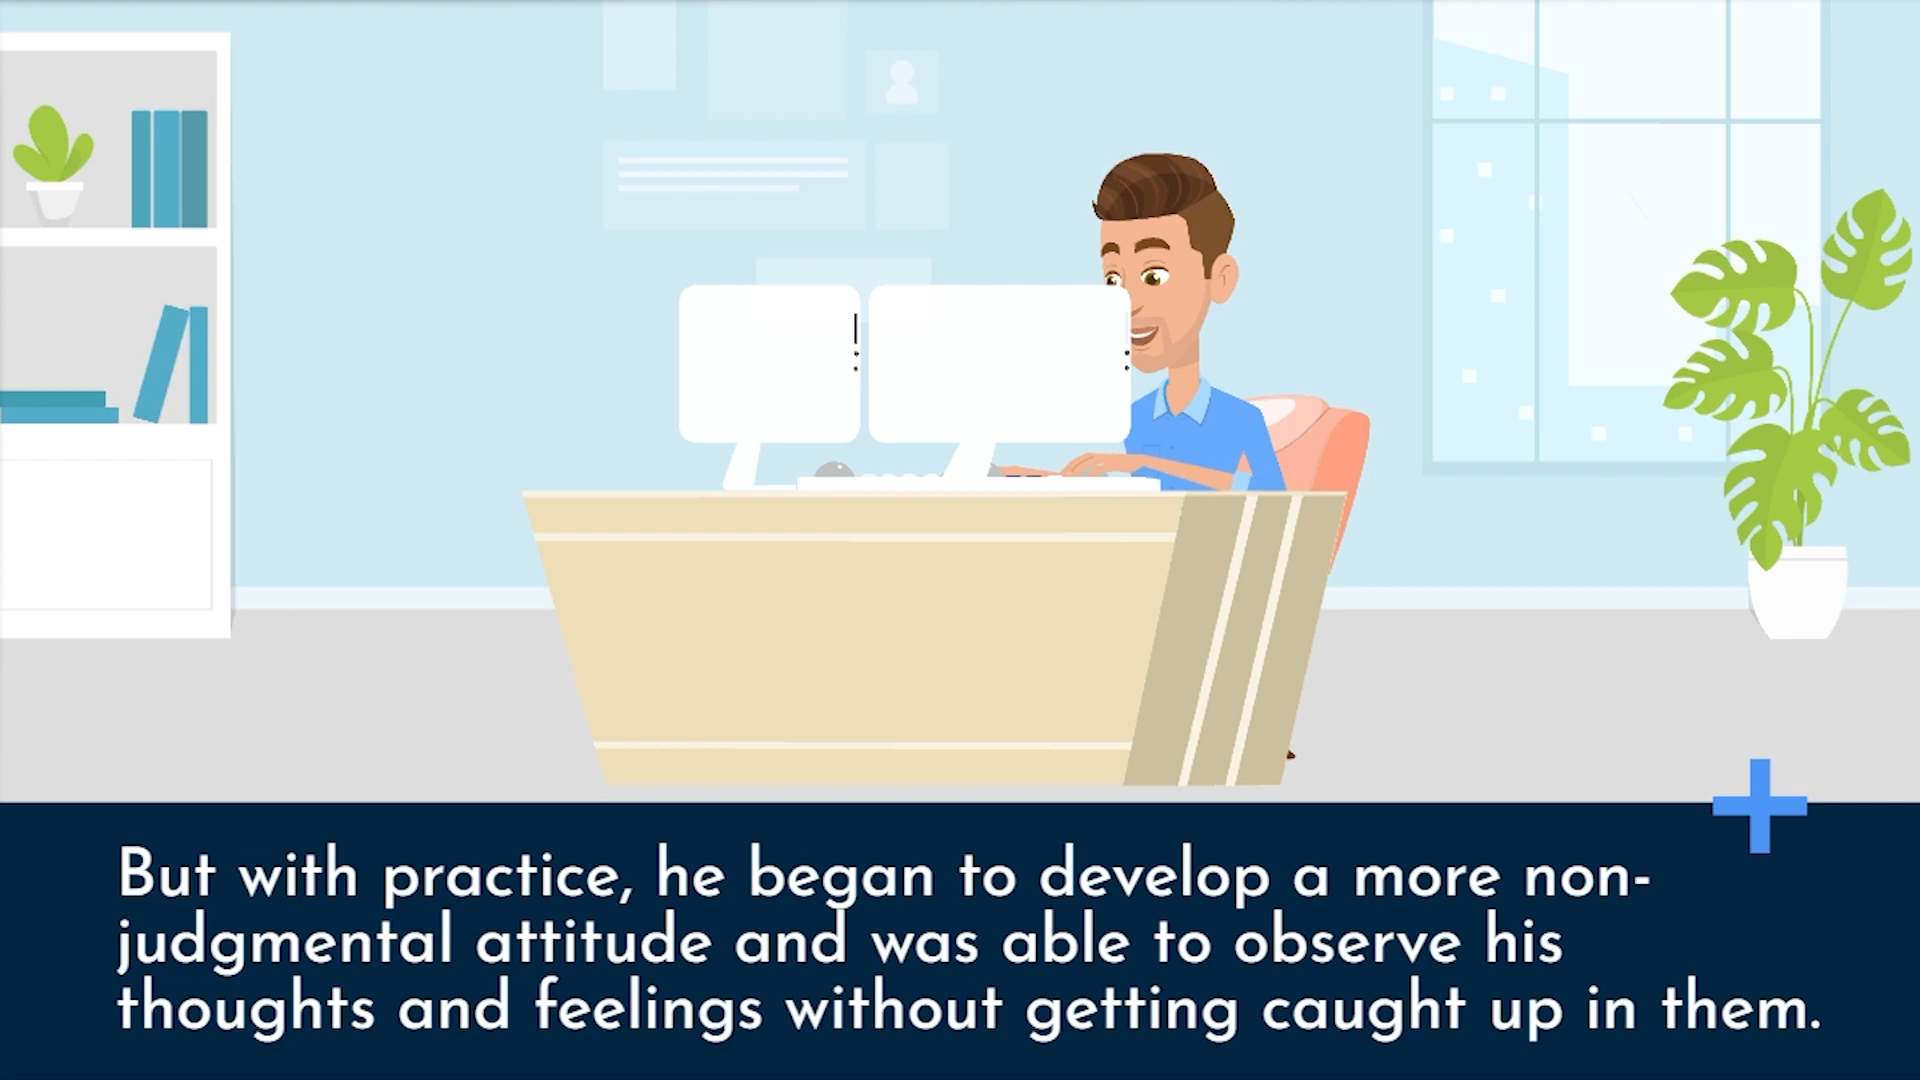 But with practice, he began to develop a more non-
judgmental attitude and was able to observe his
thoughts and feelings without getting caught up in them.